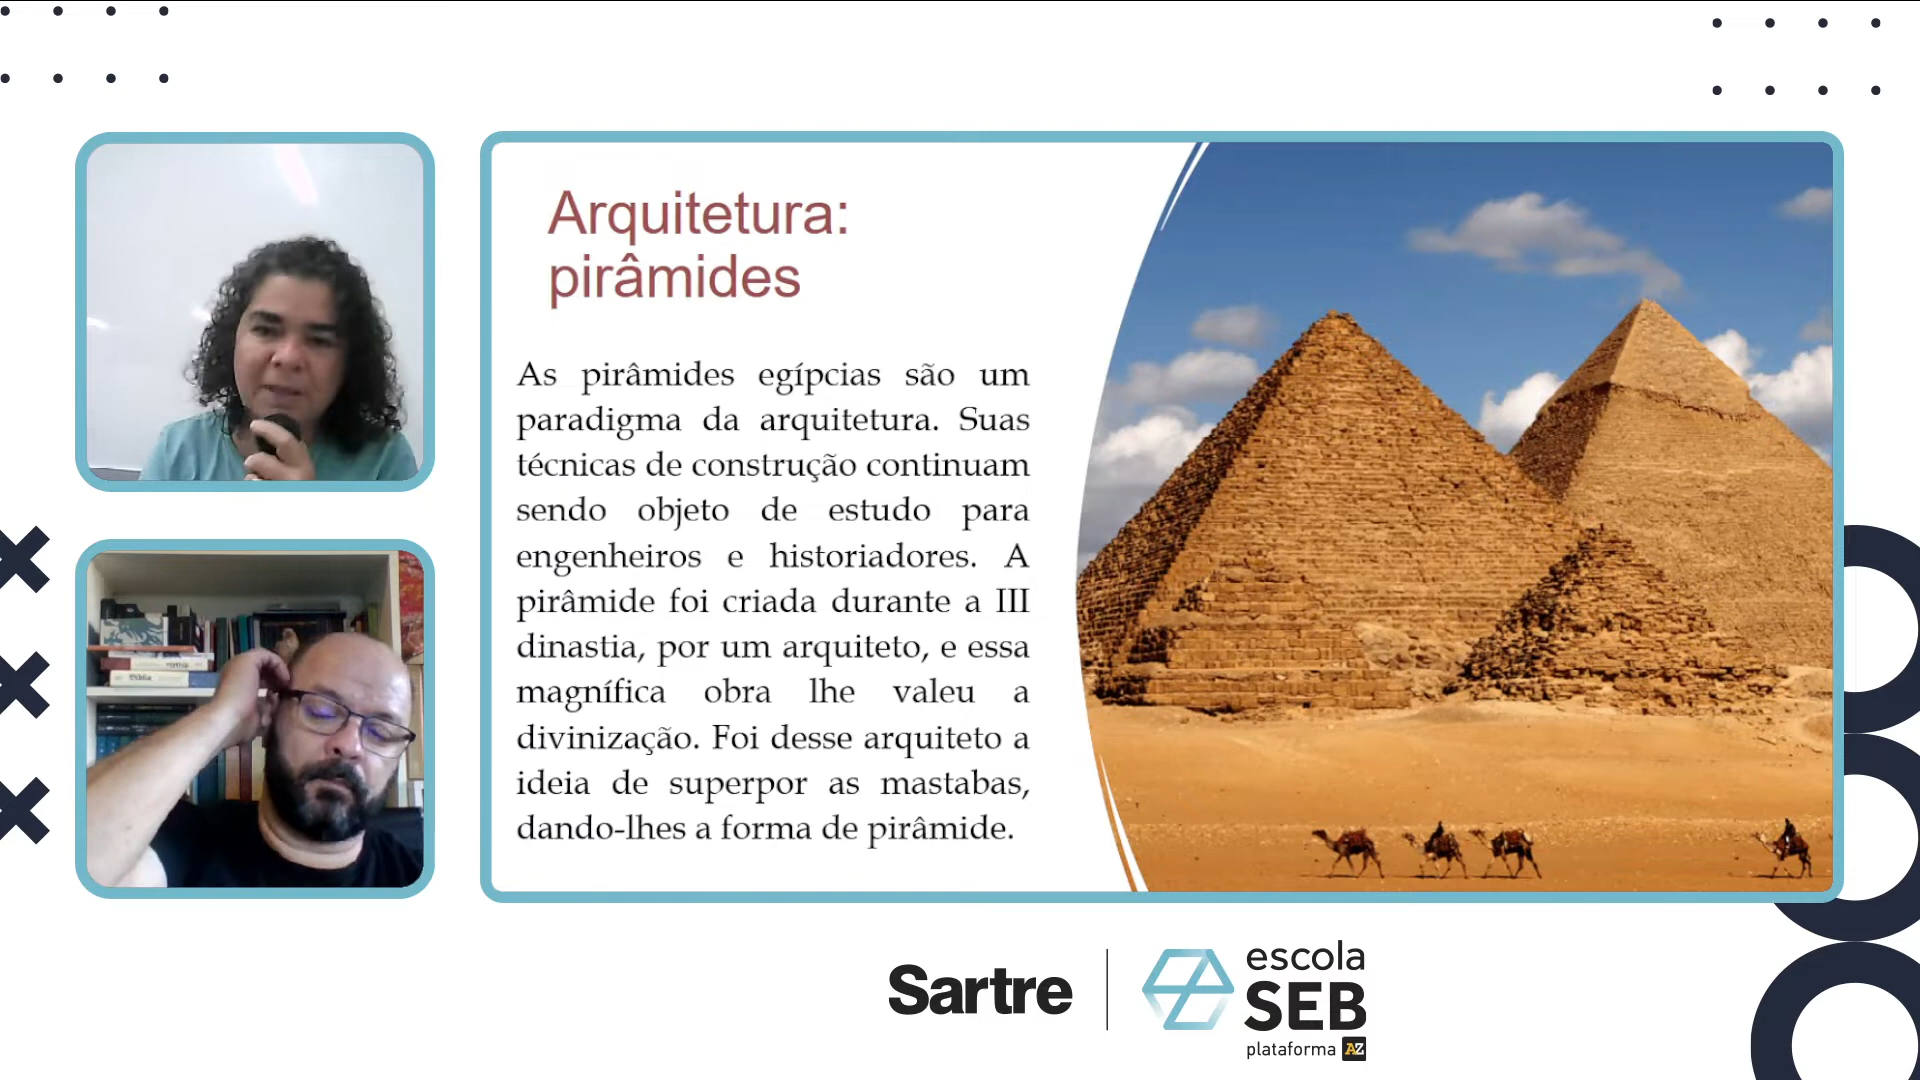 Arquitetura:
pirâmides
As pirâmides egípcias são um
paradigma da arquitetura. Suas
técnicas de construção continuam
sendo objeto de estudo para
engenheiros e historiadores. A
pirâmide foi criada durante a III
dinastia, por um arquiteto, e essa
magnífica obra lhe valeu a
divinização. Foi desse arquiteto a
ideia de superpor as mastabas,
dando-lhes a forma de pirâmide.
Bíblia
Sartre
escola
SEB
plataforma AZ